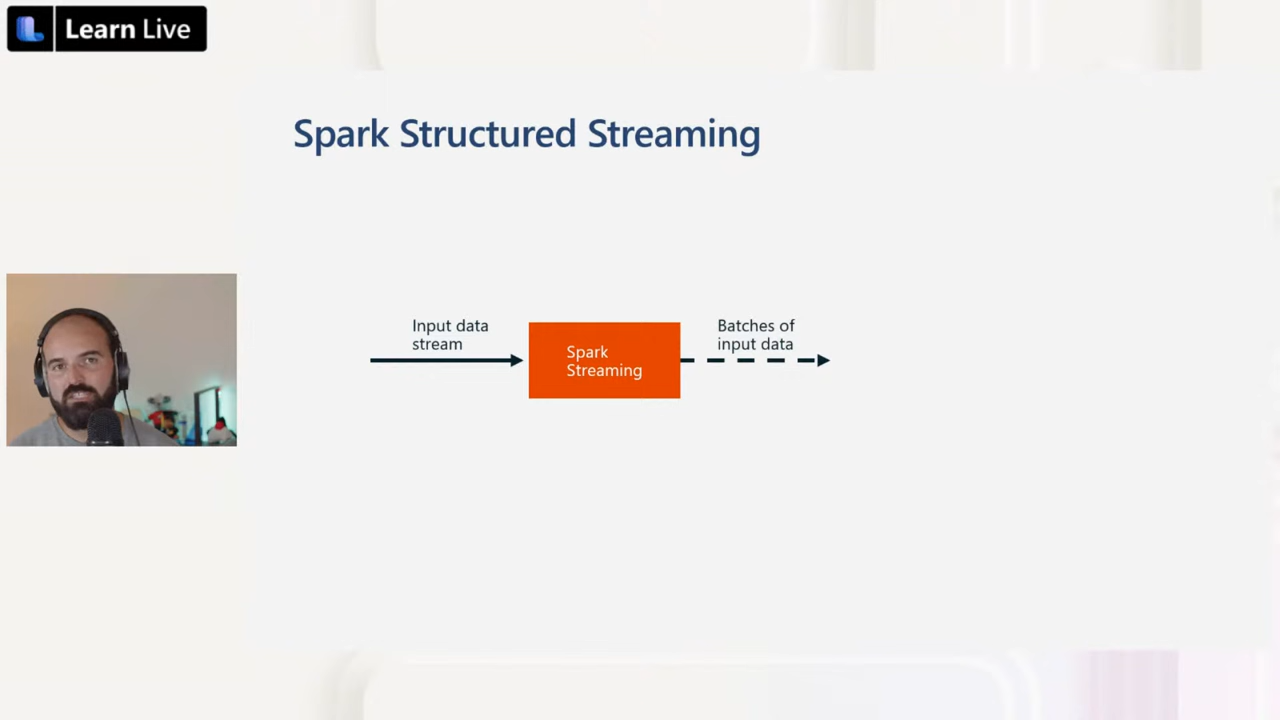 Learn Live
Spark Structured Streaming
Input data
stream
Spark
Streaming
Batches of
input data